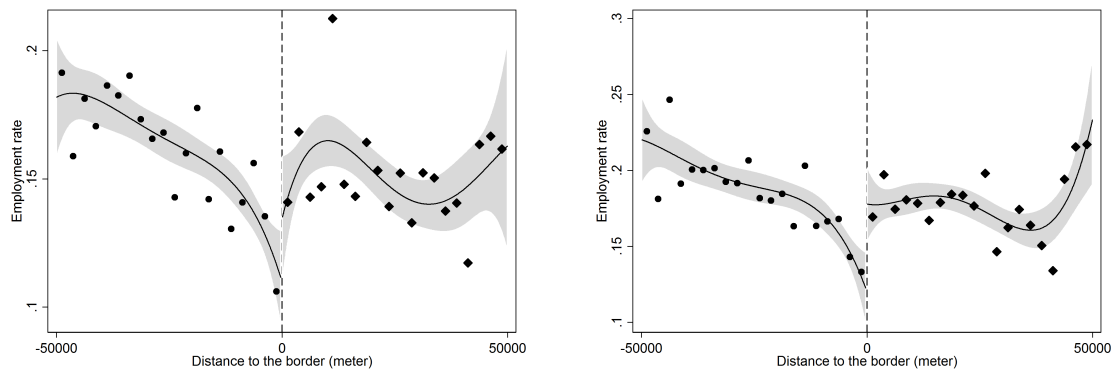 .2
.15
.1
Employment rate
-50000 0 50000
Distance to the border (meter)
.3
.25
.2
.15
.1
Employment rate
-50000 0 50000
Distance to the border (meter)